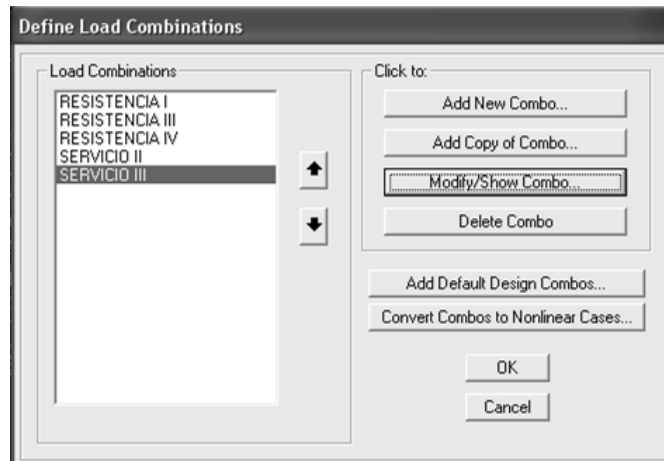 Define Load Combinations
Load Combinations
RESISTENCIA I
RESISTENCIA III
RESISTENCIA IV
SERVICIO II
SERVICIO III
Click to:
Add New Combo...
Add Copy of Combo...
Modify/Show Combo...
Delete Combo
Add Default Design Combos...
Convert Combos to Nonlinear Cases...
OK
Cancel